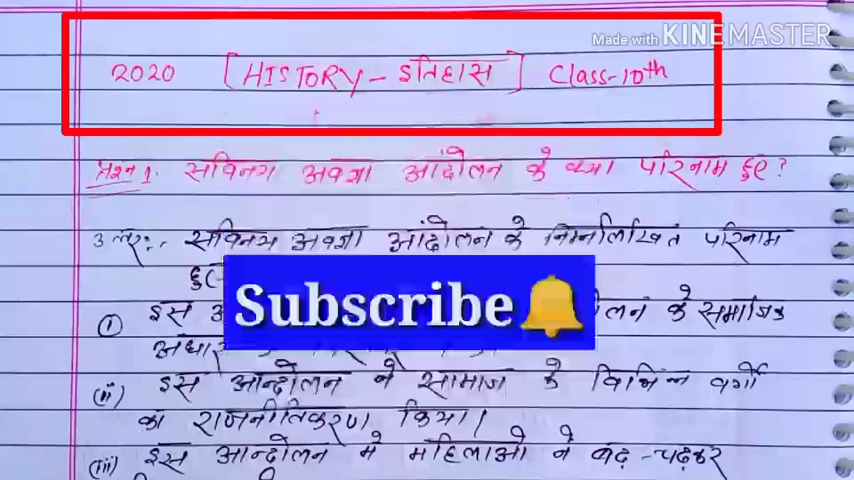 Made with KINEMASTER
2020 [HISTORY - इतिहास] Class-10th
प्रश्न 1. सविनय अवज्ञा आंदोलन के क्या परिनाम हुए?
उत्तर:- सविनय अवज्ञा आंदोलन के निम्नलिखित परिनाम
Subscribe
(i) इस के समाजिक
(ii) इस आन्दोलन ने सामाज के विभिन्न वर्गो
का राजनीतिकरण किया।
(iii) इस आन्दोलन मे महिलाओ ने बढ़-चढ़कर